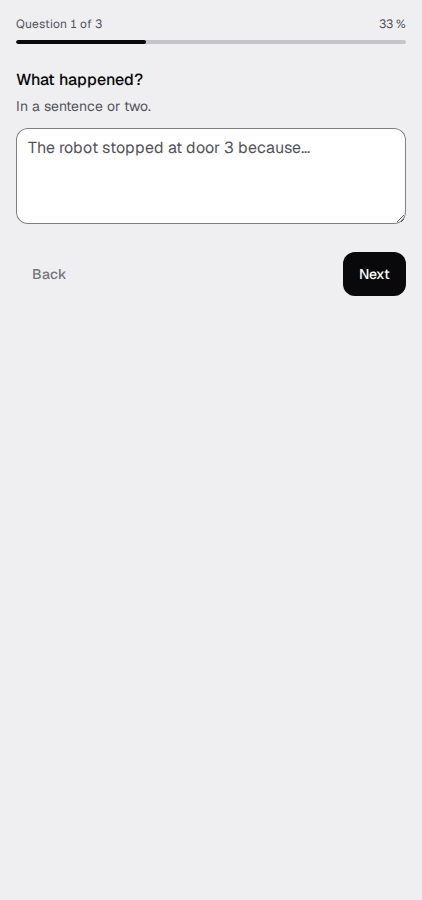 Question 1 of 3
33 %
What happened?
In a sentence or two.
The robot stopped at door 3 because...
Back
Next